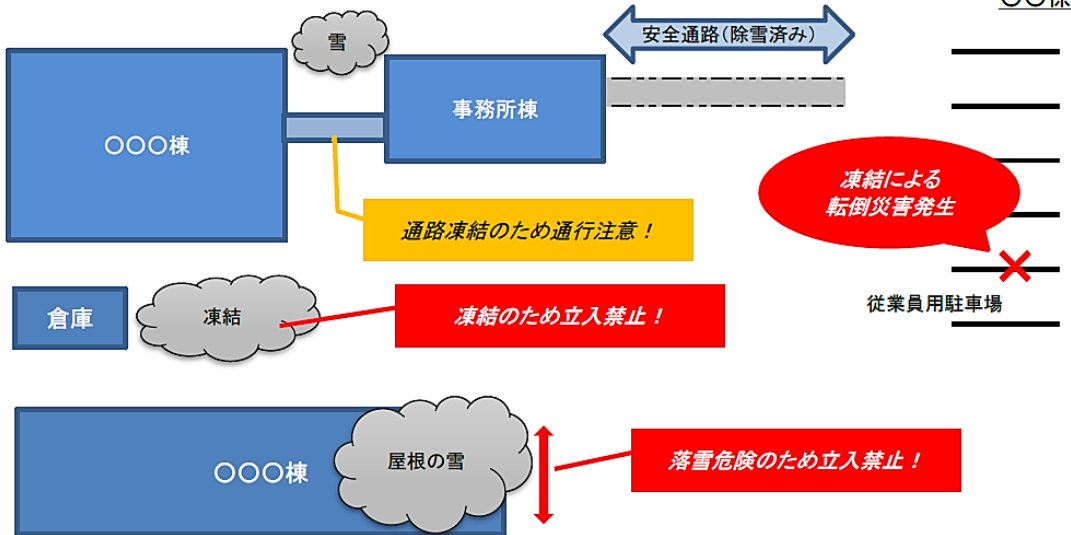 〇〇棟
雪
安全通路(除雪済み)
〇〇〇棟
事務所棟
凍結による
転倒災害発生
通路凍結のため通行注意！
倉庫
凍結
凍結のため立入禁止！
従業員用駐車場
〇〇〇棟
屋根の雪
落雪危険のため立入禁止！